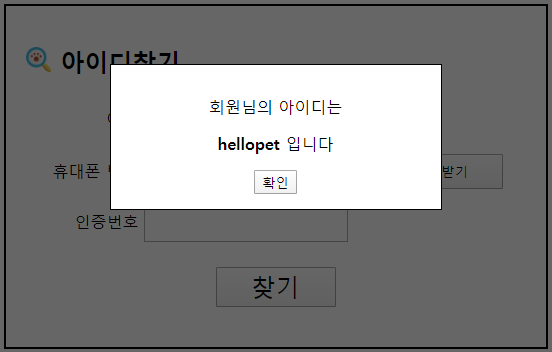 아이디찾기
회원님의 아이디는
hellopet 입니다
휴대폰
받기
확인
인증번호
찾기